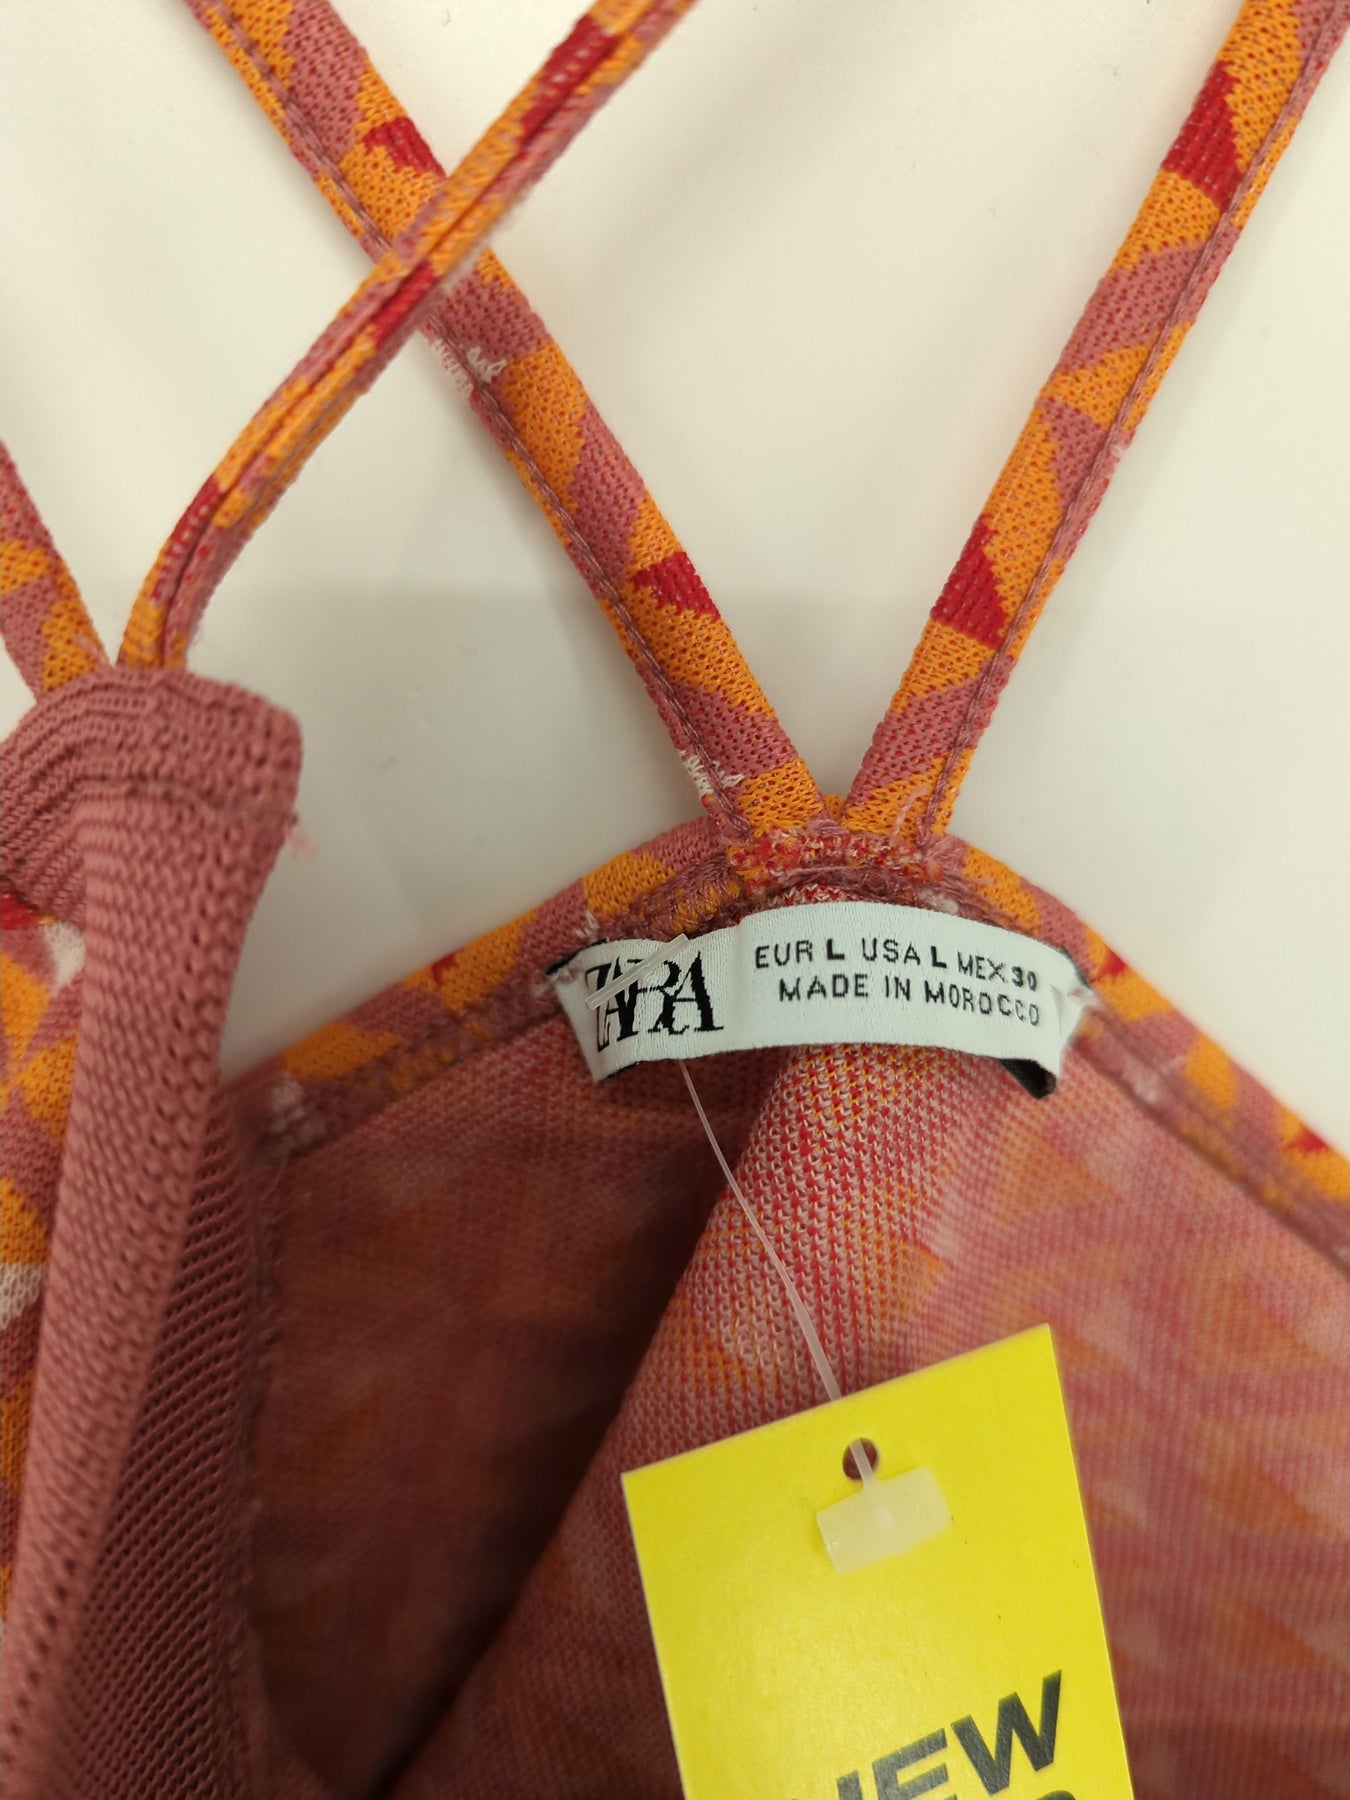 ZARA
EUR L USA L MEX 30
MADE IN MOROCCO
NEW